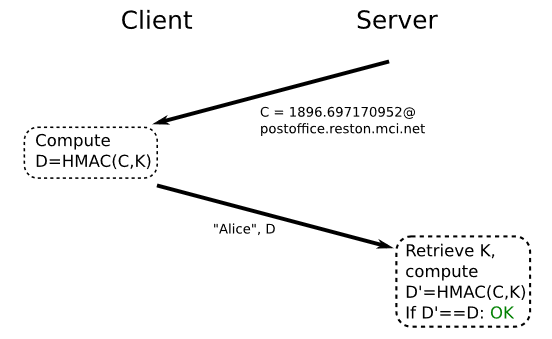 Client
Server
C = 1896.697170952@
postoffice.reston.mci.net
Compute
D=HMAC(C,K)
"Alice", D
Retrieve K,
compute
D'=HMAC(C,K)
If D'==D: OK